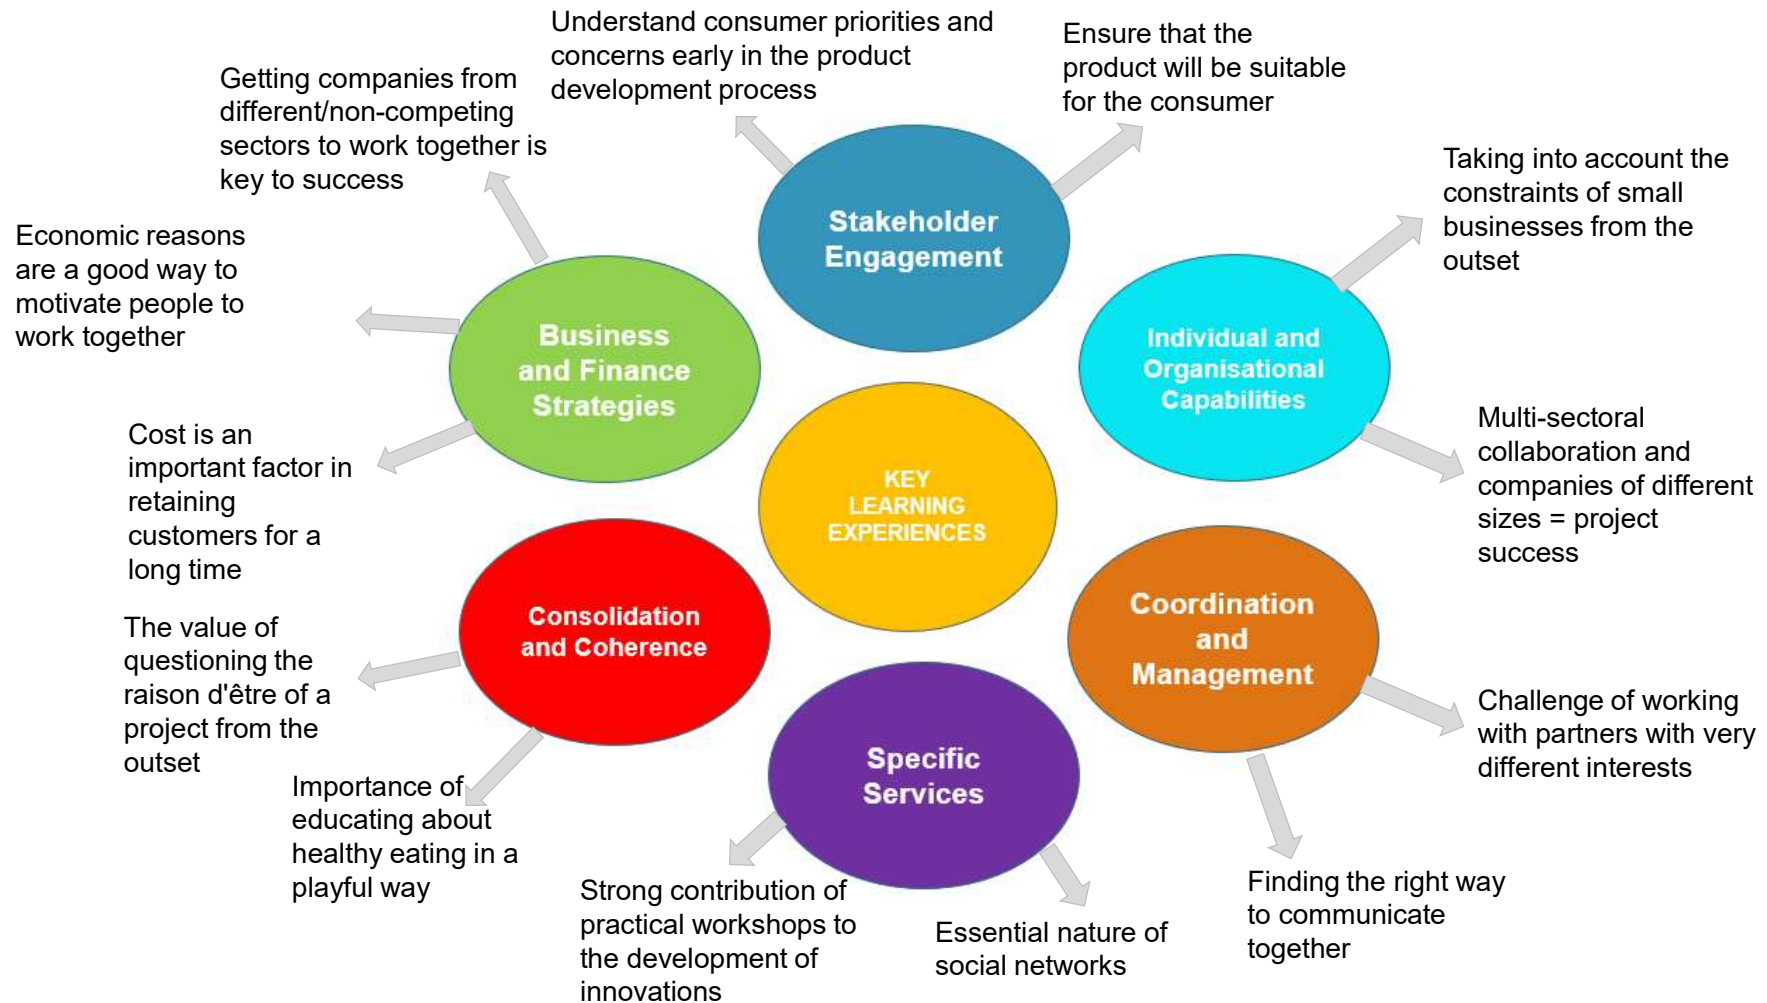 Understand consumer priorities and
concerns early in the product
development process
Ensure that the
product will be suitable
for the consumer
Getting companies from
different/non-competing
sectors to work together is
key to success
Taking into account the
constraints of small
businesses from the
outset
Economic reasons
are a good way to
motivate people to
work together
Stakeholder
Engagement
Business
and Finance
Strategies
Individual and
Organisational
Capabilities
Cost is an
important factor in
retaining
customers for a
long time
KEY
LEARNING
EXPERIENCES
Multi-sectoral
collaboration and
companies of different
sizes = project
success
Consolidation
and Coherence
Coordination
and
Management
The value of
questioning the
raison d'être of a
project from the
outset
Challenge of working
with partners with very
different interests
Specific
Services
Importance of
educating about
healthy eating in a
playful way
Strong contribution of
practical workshops to
the development of
innovations
Essential nature of
social networks
Finding the right way
to communicate
together